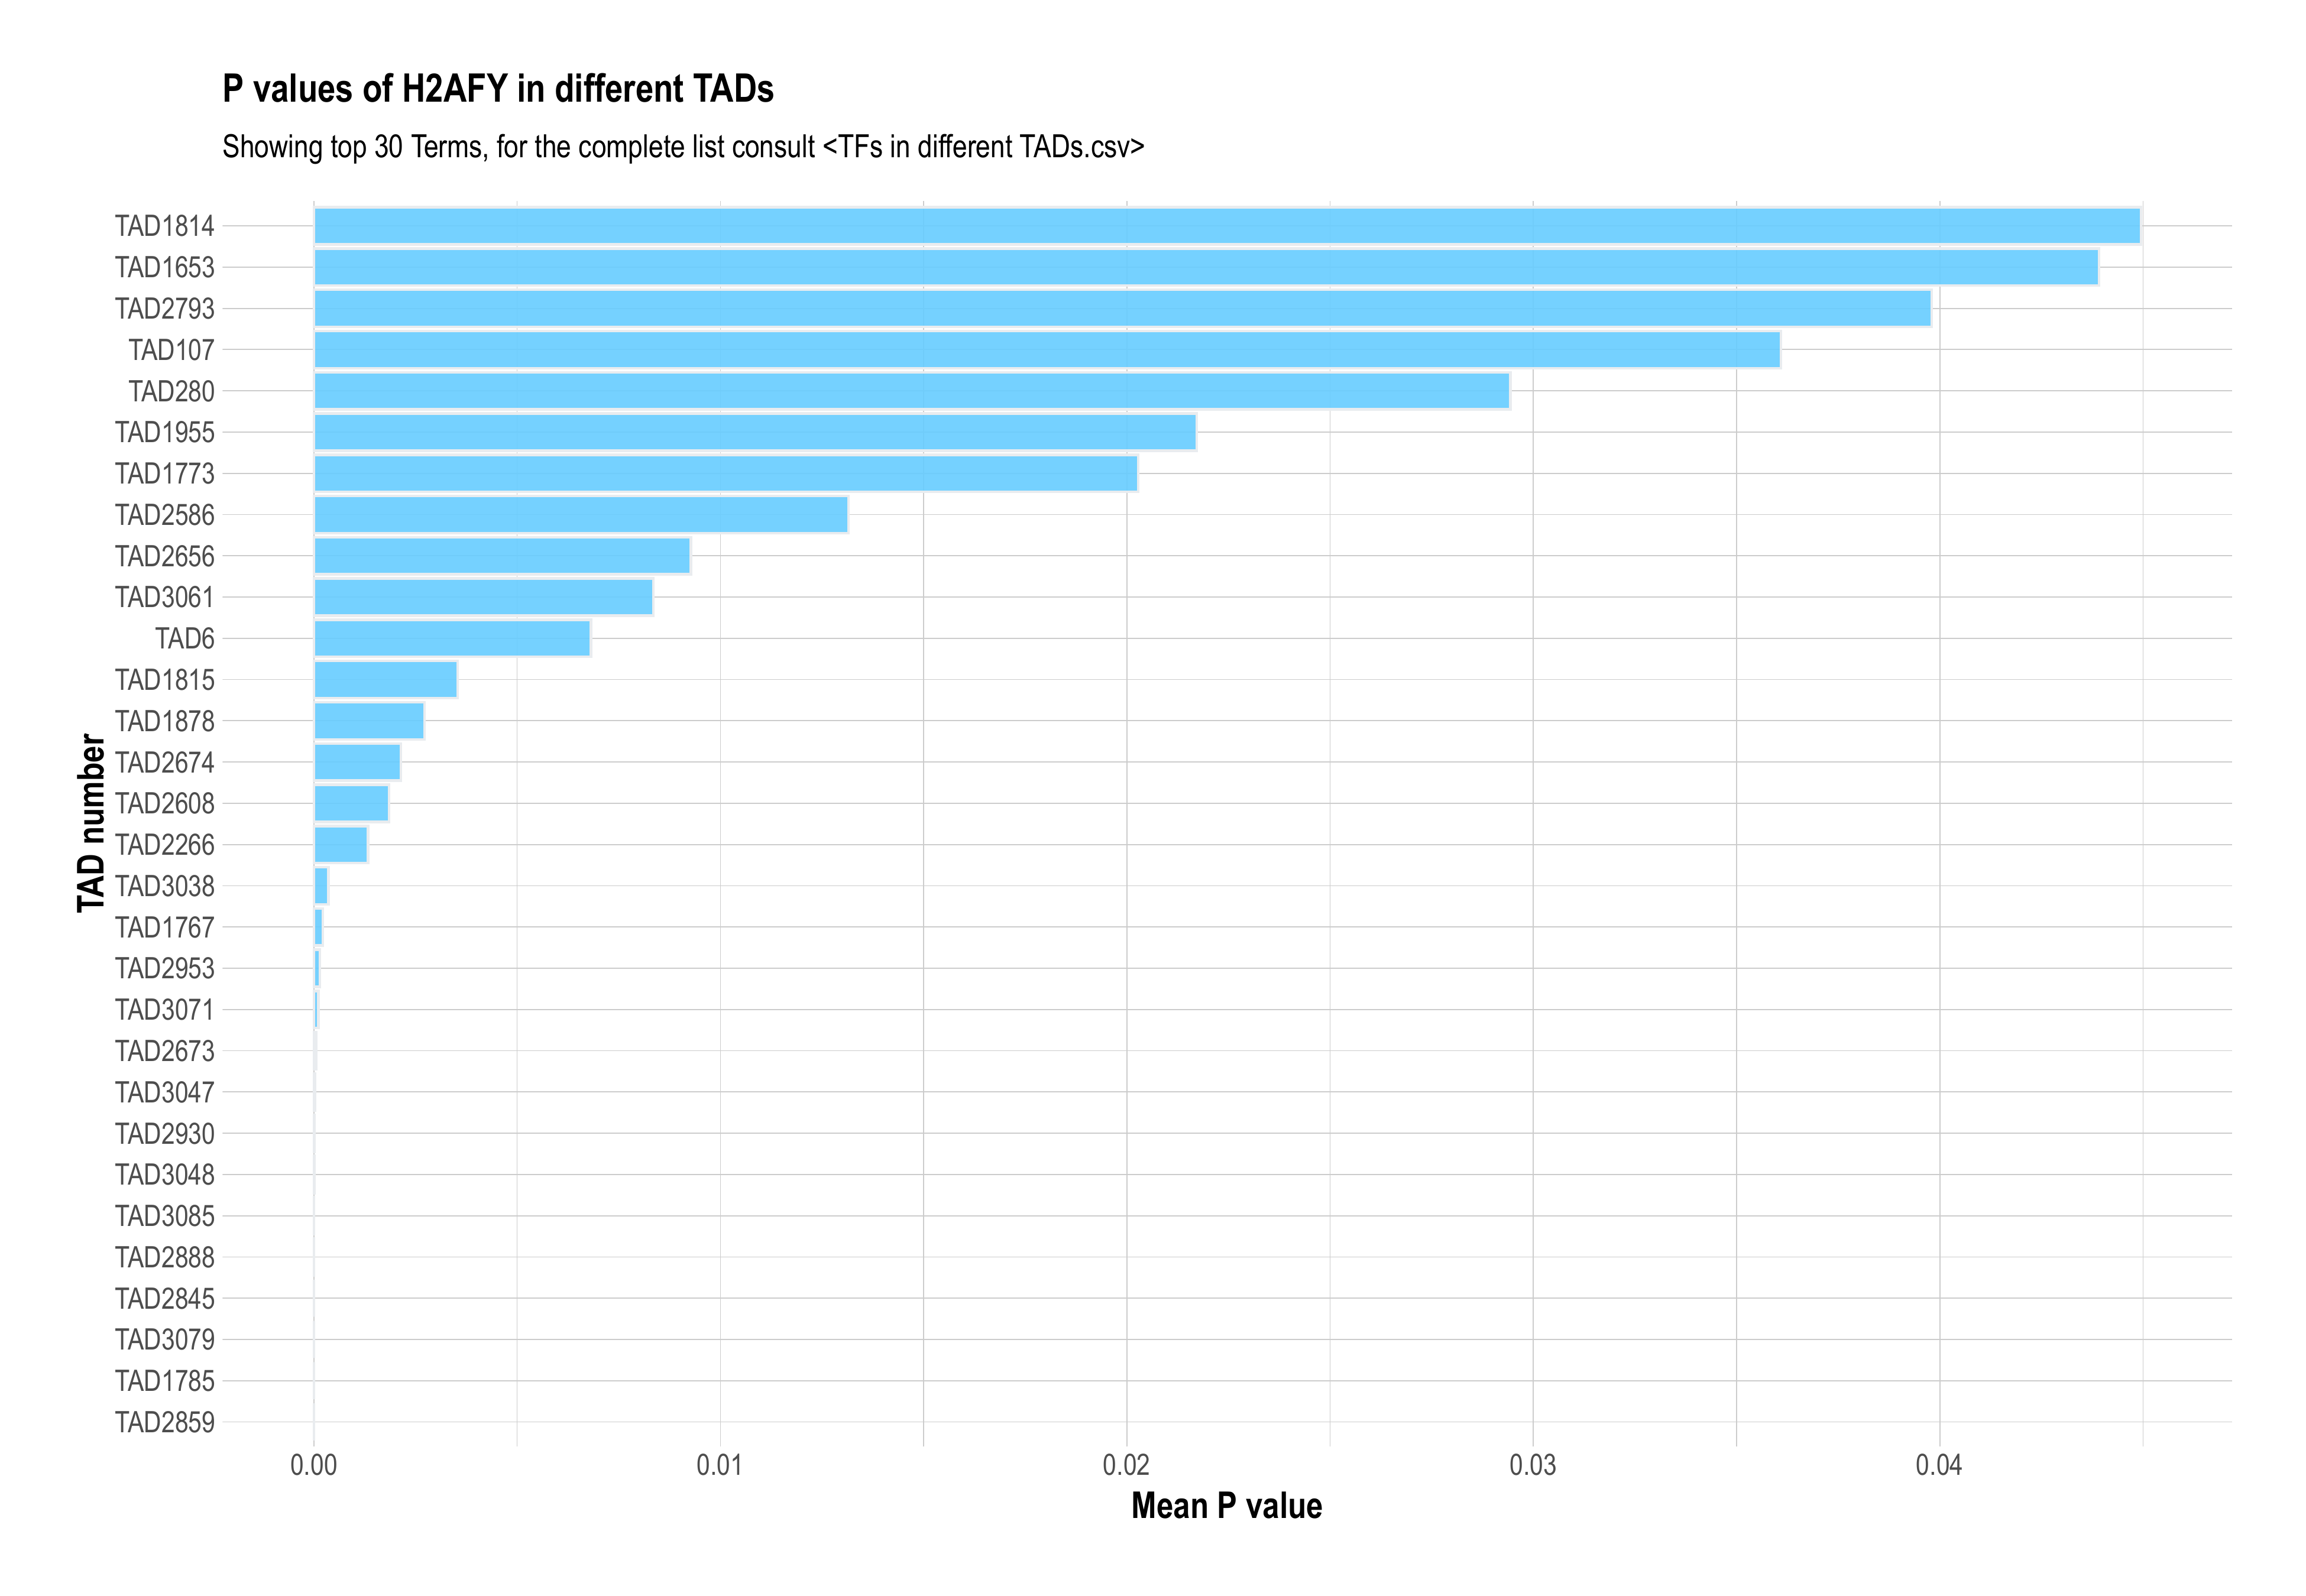 P values of H2AFY in different TADs
Showing top 30 Terms, for the complete list consult <TFs in different TADs.csv>
TAD number
TAD1814
TAD1653
TAD2793
TAD107
TAD280
TAD1955
TAD1773
TAD2586
TAD2656
TAD3061
TAD6
TAD1815
TAD1878
TAD2674
TAD2608
TAD2266
TAD3038
TAD1767
TAD2953
TAD3071
TAD2673
TAD3047
TAD2930
TAD3048
TAD3085
TAD2888
TAD2845
TAD3079
TAD1785
TAD2859
0.00 0.01 0.02 0.03 0.04
Mean P value